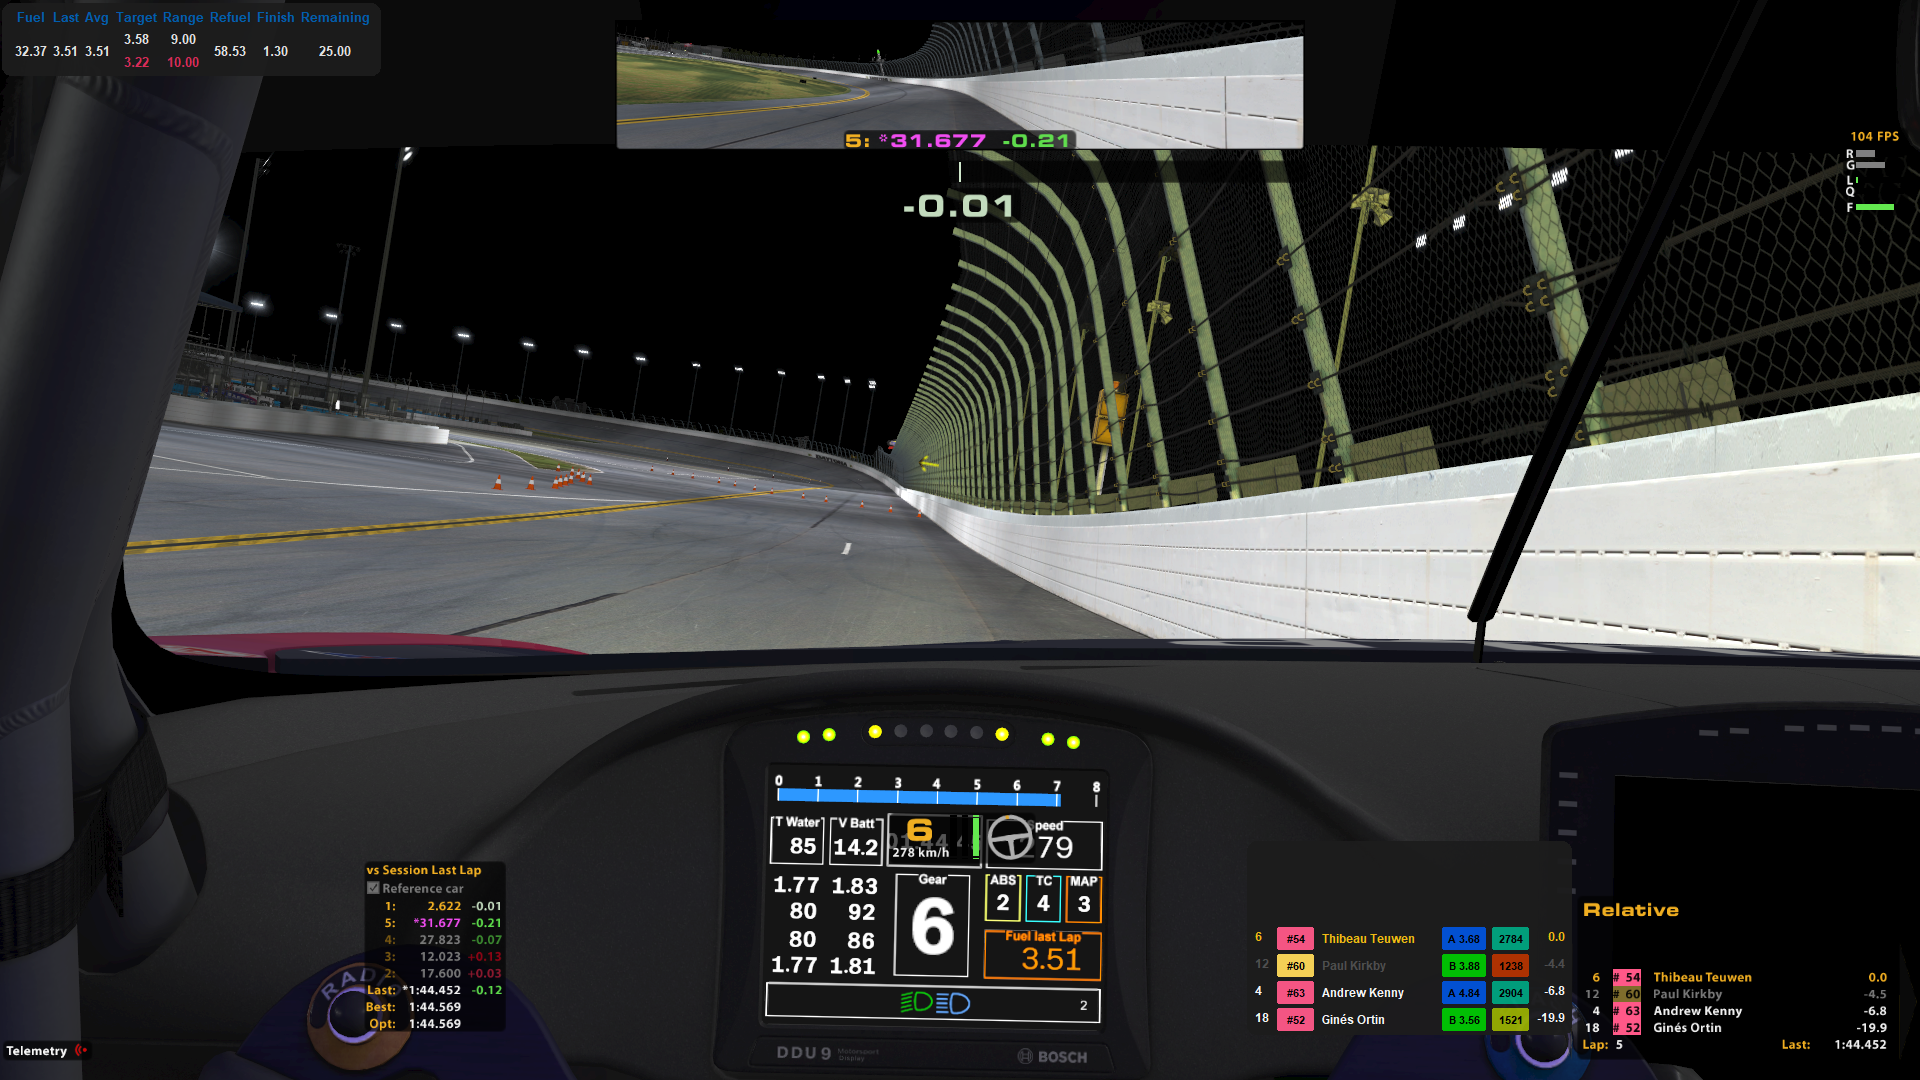 Fuel Last Avg Target Range Refuel Finish Remaining
3.58 9.00
32.37 3.51 3.51 58.53 1.30 25.00
3.22 10.00
5: *31.677 -0.21
-0.01
104 FPS
R
G
L
Q
F
0 1 2 3 4 5 6 7 8
T Water 85
V Batt 14.2
6
278 km/h
Speed
79
1.77 1.83
80 92
80 86
1.77 1.81
Gear
6
ABS 2
TC 4
MAP 3
Fuel last Lap
3.51
2
DDU 9 Motorsport Display
BOSCH
vs Session Last Lap
Reference car
1: 2.622 -0.01
5: *31.677 -0.21
4: 27.823 -0.07
3: 12.023 +0.13
2: 17.600 +0.03
Last: *1:44.452 -0.12
Best: 1:44.569
Opt: 1:44.569
RADI
Telemetry
6 #54 Thibeau Teuwen A 3.68 2784 0.0
12 #60 Paul Kirkby B 3.88 1238 -4.4
4 #63 Andrew Kenny A 4.84 2904 -6.8
18 #52 Ginés Ortin B 3.56 1521 -19.9
Relative
6 # 54 Thibeau Teuwen 0.0
12 # 60 Paul Kirkby -4.5
4 # 63 Andrew Kenny -6.8
18 # 52 Ginés Ortin -19.9
Lap: 5 Last: 1:44.452